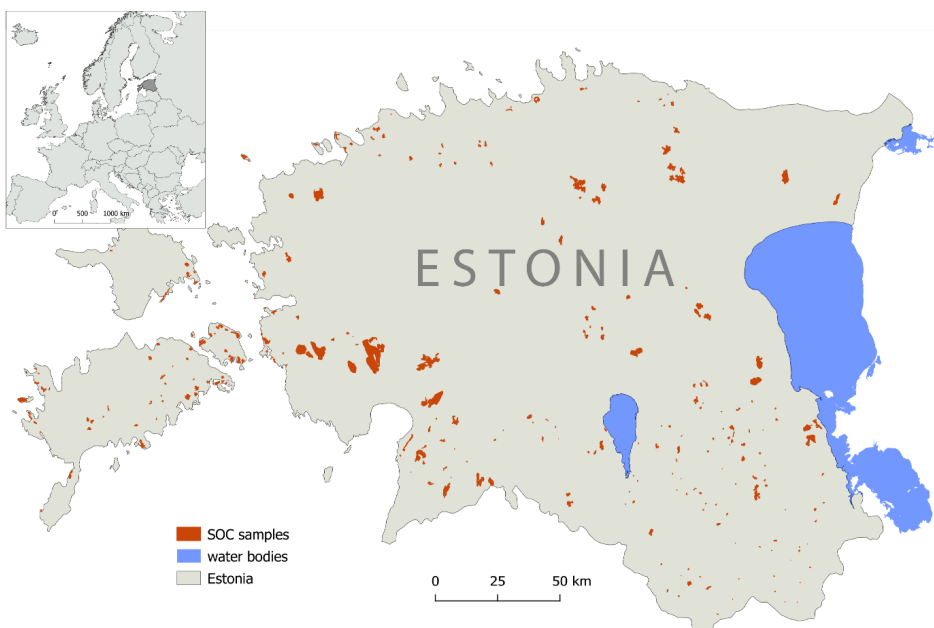 0 500 1000 km
ESTONIA
SOC samples
water bodies
Estonia
0 25 50 km